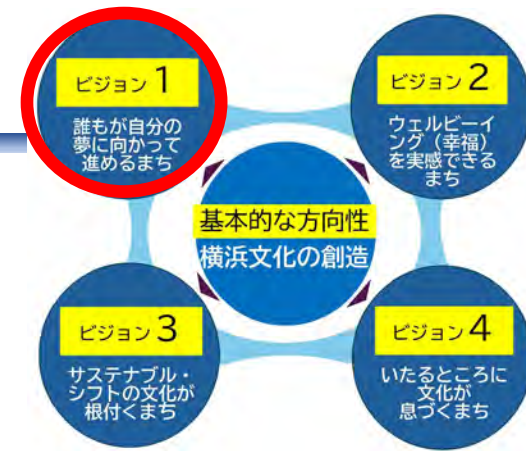 ビジョン 1
誰もが自分の
夢に向かって
進めるまち
ビジョン 2
ウェルビーイ
ング（幸福）
を実感できる
まち
基本的な方向性
横浜文化の創造
ビジョン 3
サステナブル・
シフトの文化が
根付くまち
ビジョン 4
いたるところに
文化が
息づくまち